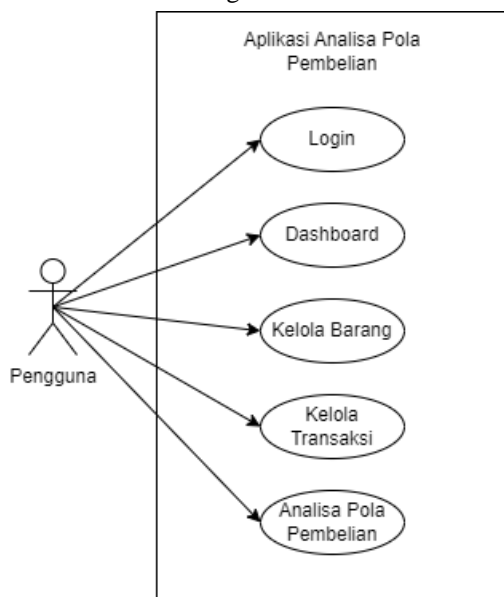 Aplikasi Analisa Pola
Pembelian
Login
Dashboard
Kelola Barang
Pengguna
Kelola
Transaksi
Analisa Pola
Pembelian